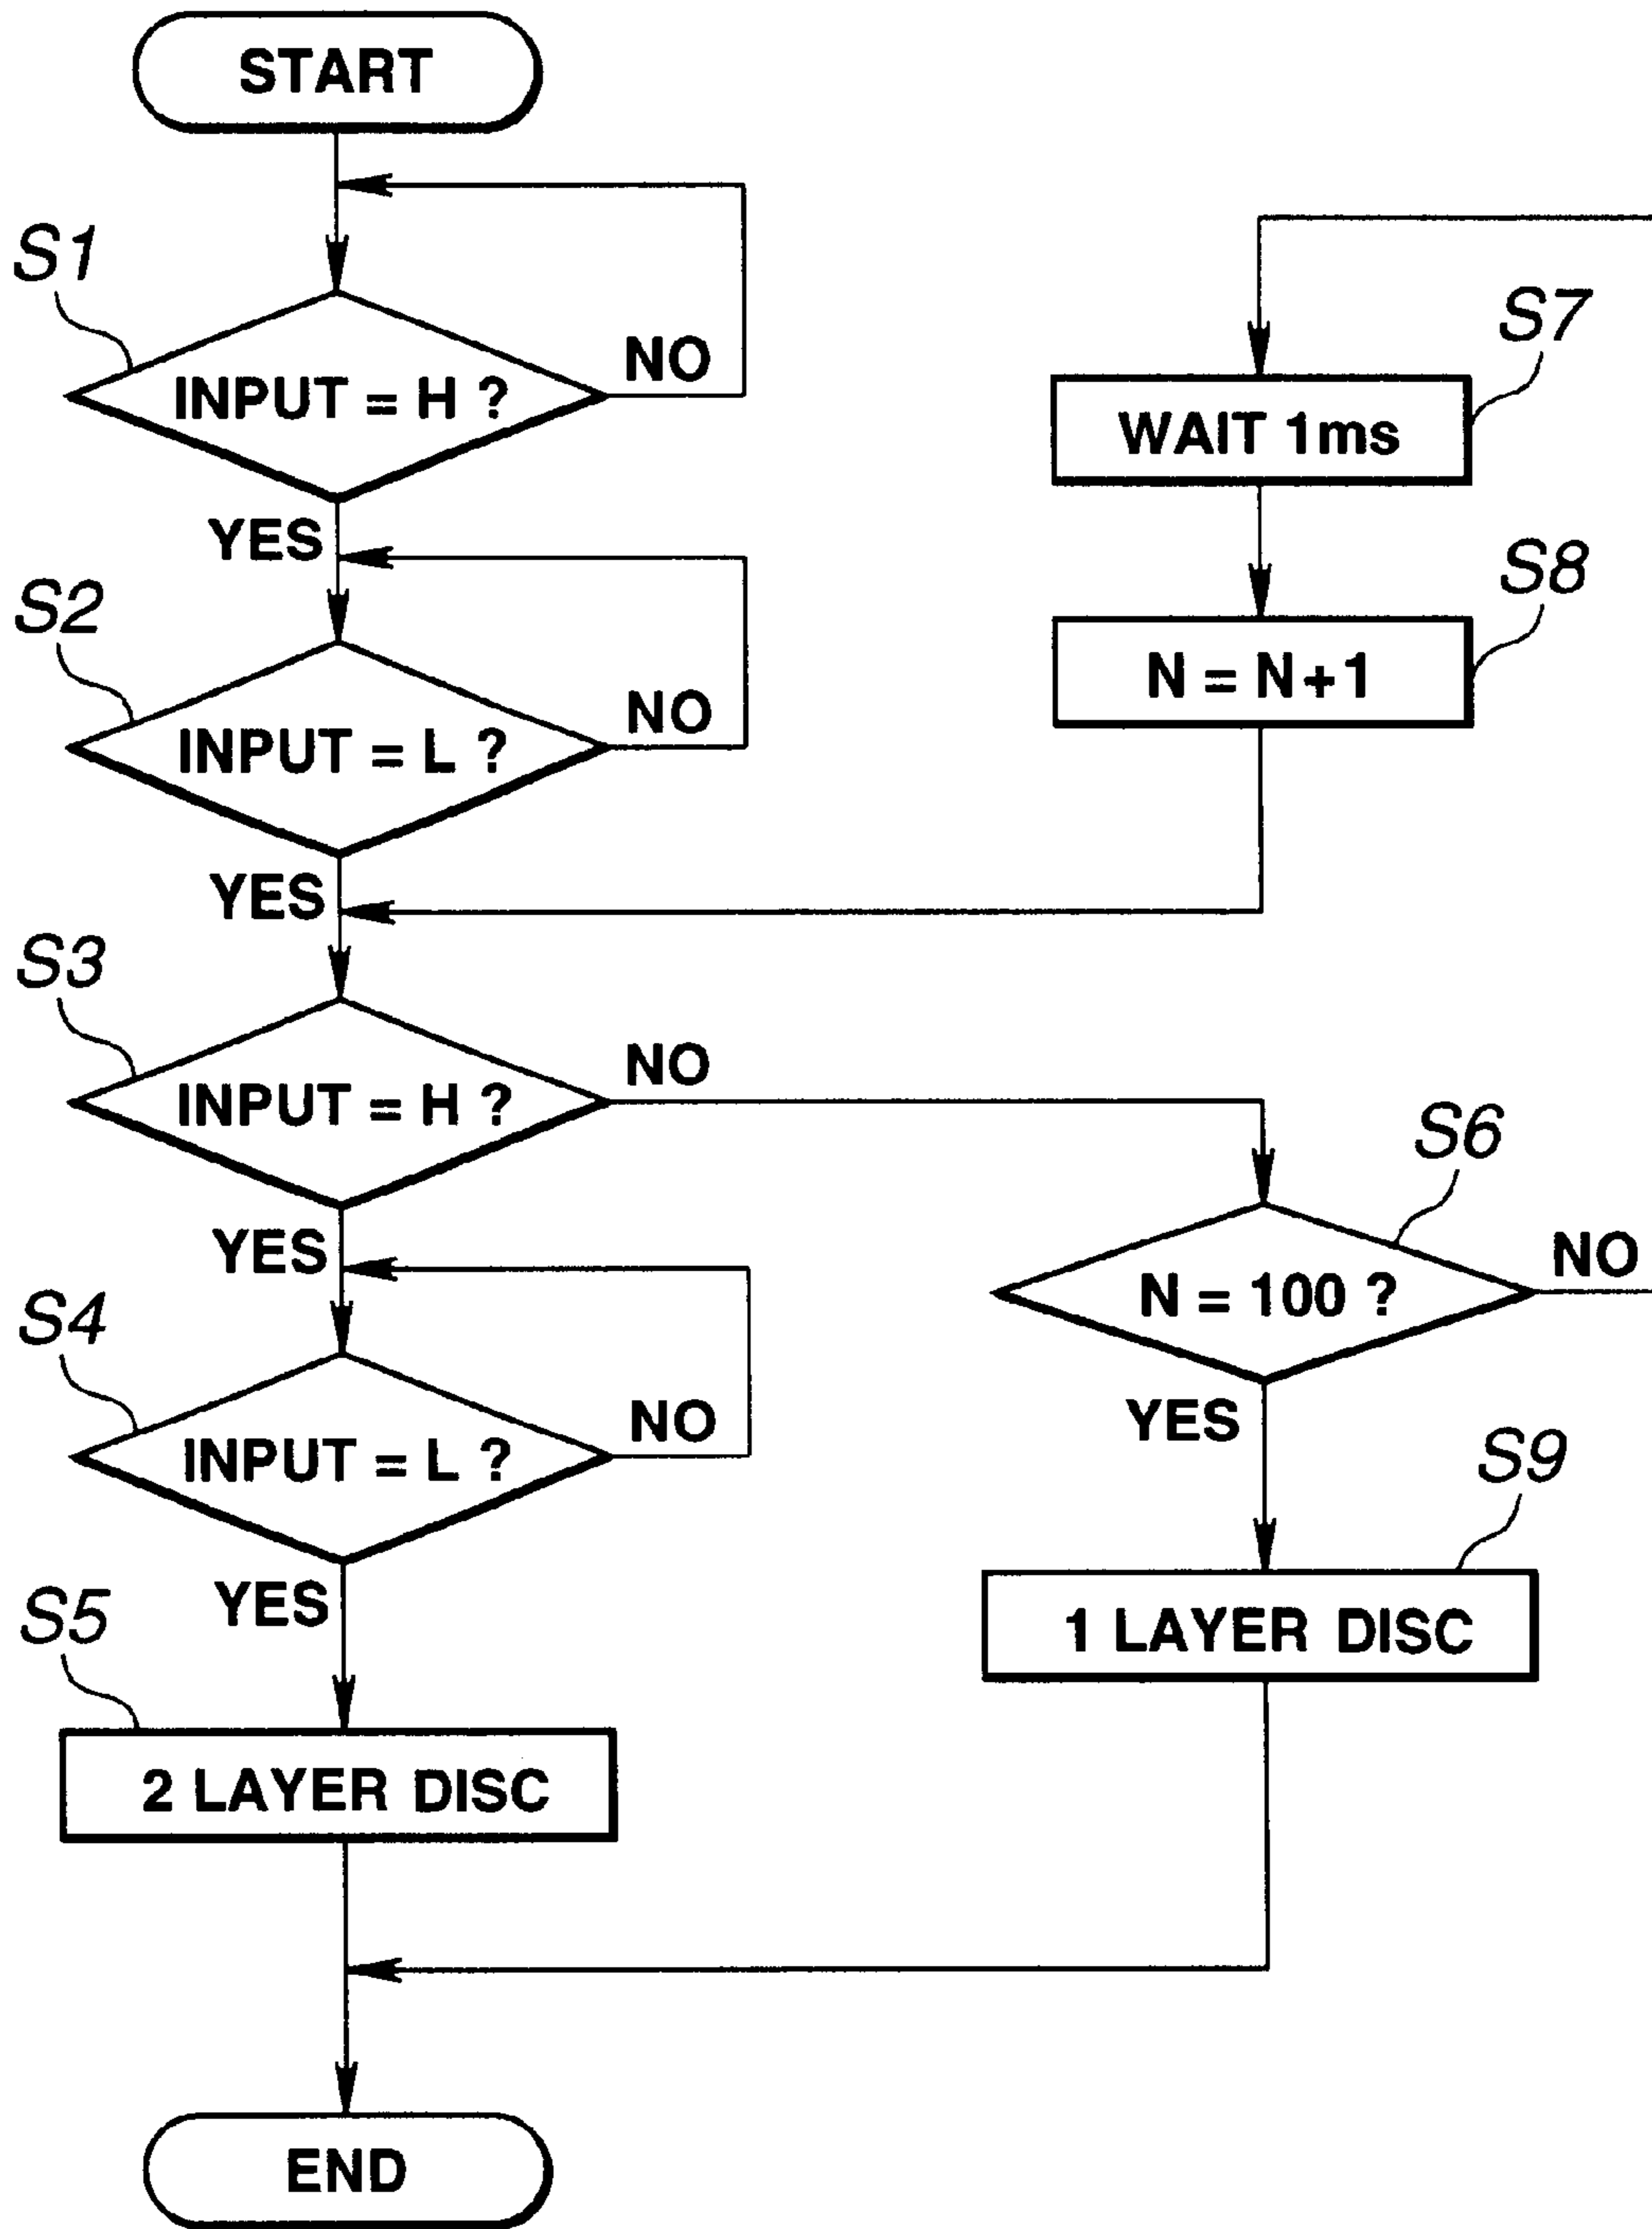 START
S1
INPUT = H ?
NO
YES
S2
INPUT = L ?
NO
YES
S3
INPUT = H ?
NO
YES
S4
INPUT = L ?
NO
YES
S5
2 LAYER DISC
END
S7
WAIT 1ms
S8
N = N+1
S6
N = 100 ?
NO
YES
S9
1 LAYER DISC